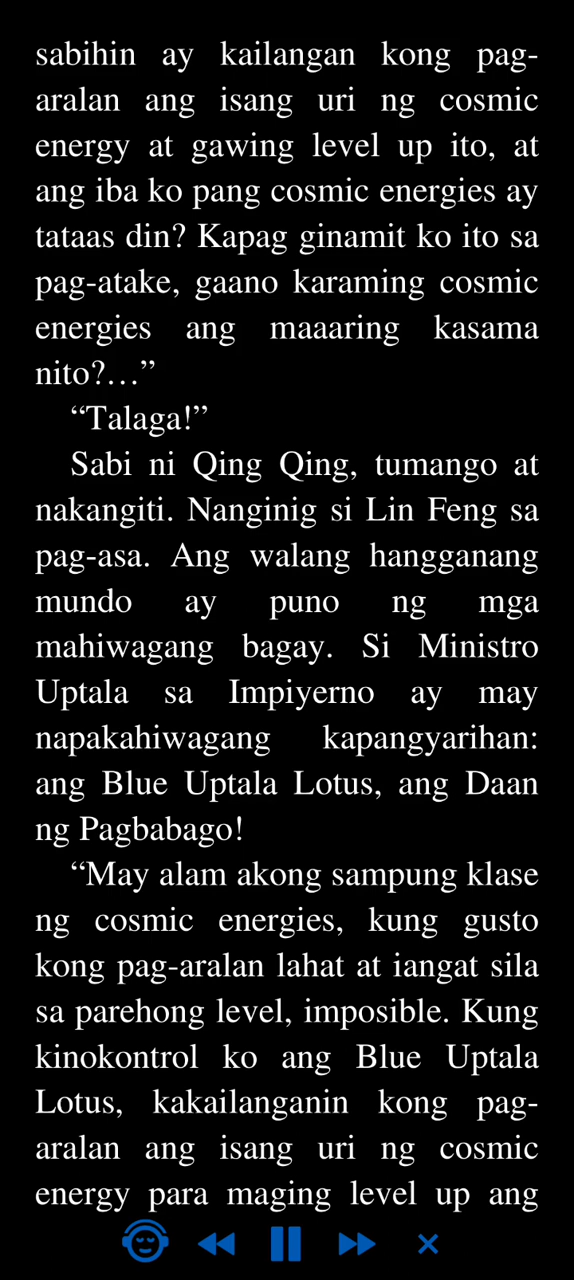 sabihin ay kailangan kong pag-
aralan ang isang uri ng cosmic
energy at gawing level up ito, at
ang iba ko pang cosmic energies ay
tataas din? Kapag ginamit ko ito sa
pag-atake, gaano karaming cosmic
energies ang maaaring kasama
nito?…”
“Talaga!”
Sabi ni Qing Qing, tumango at
nakangiti. Nanginig si Lin Feng sa
pag-asa. Ang walang hangganang
mundo ay puno ng mga
mahiwagang bagay. Si Ministro
Uptala sa Impiyerno ay may
napakahiwagang kapangyarihan:
ang Blue Uptala Lotus, ang Daan
ng Pagbabago!
“May alam akong sampung klase
ng cosmic energies, kung gusto
kong pag-aralan lahat at iangat sila
sa parehong level, imposible. Kung
kinokontrol ko ang Blue Uptala
Lotus, kakailanganin kong pag-
aralan ang isang uri ng cosmic
energy para maging level up ang